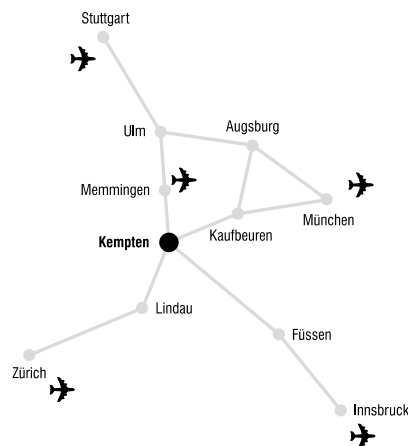 Stuttgart
Ulm
Augsburg
Memmingen
München
Kaufbeuren
Kempten
Lindau
Füssen
Zürich
Innsbruck